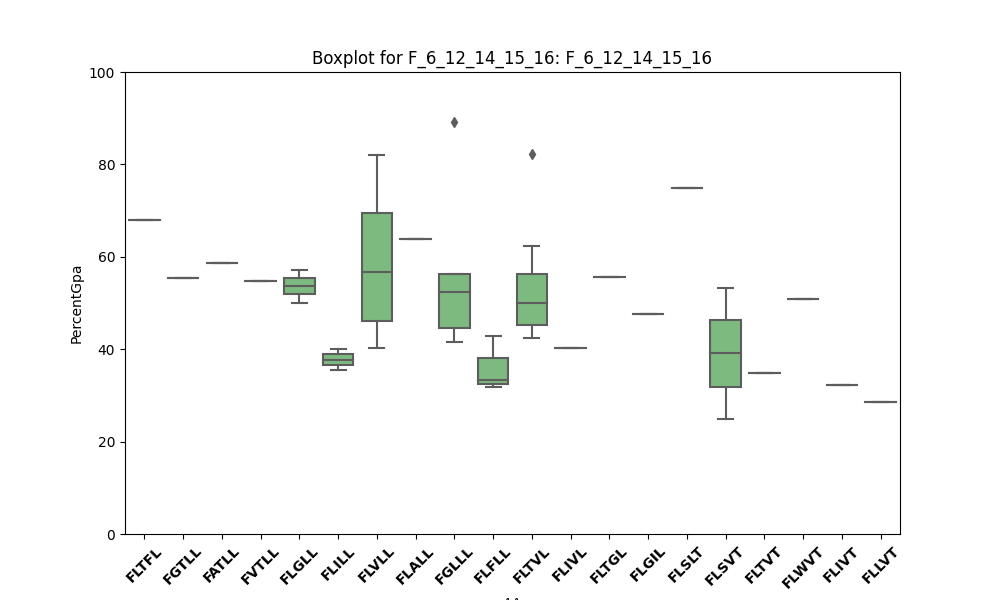 Boxplot for F_6_12_14_15_16: F_6_12_14_15_16
100
80
60
40
20
0
PercentGpa
FLTFL
FGTLL
FATLL
FVTLL
FLGLL
FLILL
FLVLL
FLALL
FGLLL
FLFLL
FLTVL
FLIVL
FLTGL
FLGIL
FLSLT
FLSVT
FLTVT
FLWVT
FLIVT
FLLVT